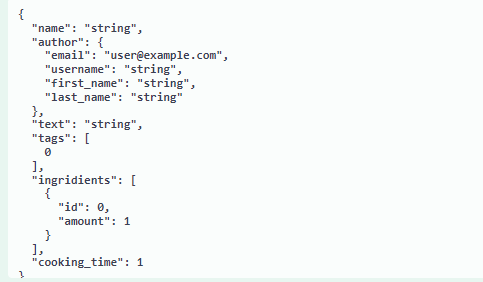 {
"name": "string",
"author": {
"email": "user@example.com",
"username": "string",
"first_name": "string",
"last_name": "string"
},
"text": "string",
"tags": [
0
],
"ingridients": [
{
"id": 0,
"amount": 1
}
],
"cooking_time": 1
}